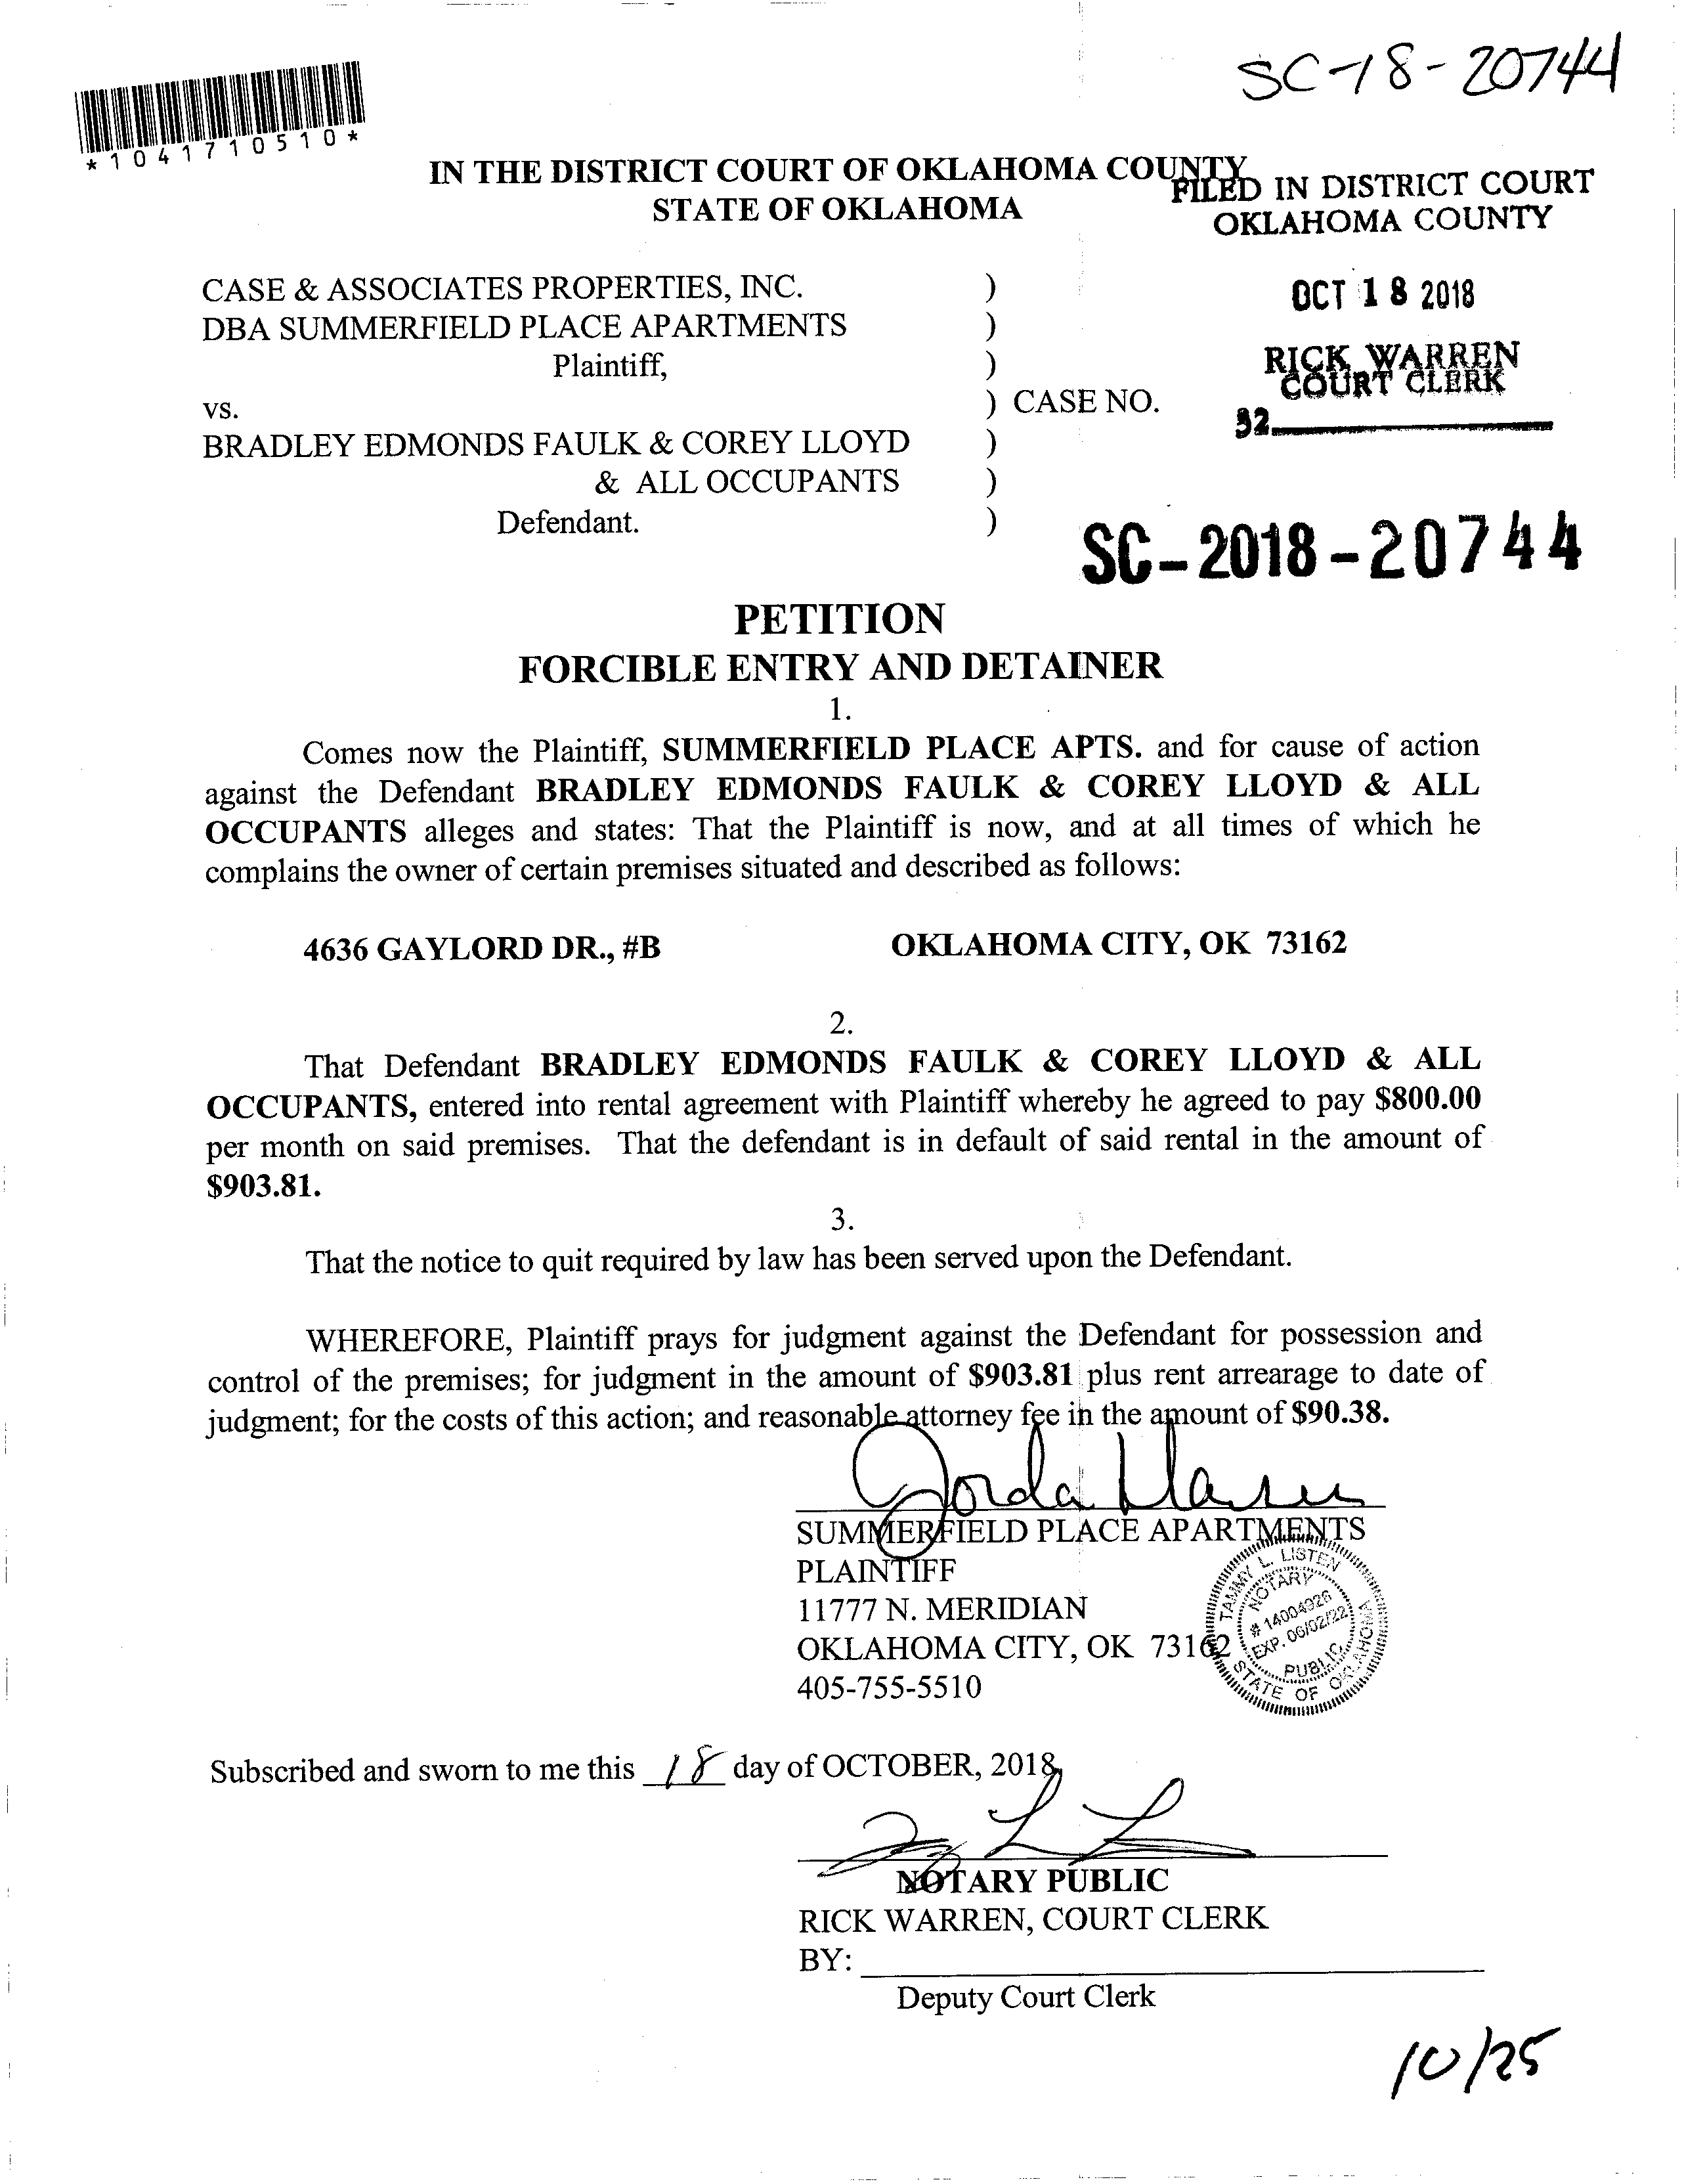 SC-18-20744
*1041710510*
IN THE DISTRICT COURT OF OKLAHOMA COUNTY
STATE OF OKLAHOMA
FILED IN DISTRICT COURT
OKLAHOMA COUNTY
OCT 18 2018
RICK WARREN
COURT CLERK
32
CASE & ASSOCIATES PROPERTIES, INC. )
DBA SUMMERFIELD PLACE APARTMENTS )
Plaintiff, )
vs. ) CASE NO.
BRADLEY EDMONDS FAULK & COREY LLOYD )
& ALL OCCUPANTS )
Defendant. )
SC-2018-20744
PETITION
FORCIBLE ENTRY AND DETAINER
1.
Comes now the Plaintiff, SUMMERFIELD PLACE APTS. and for cause of action
against the Defendant BRADLEY EDMONDS FAULK & COREY LLOYD & ALL
OCCUPANTS alleges and states: That the Plaintiff is now, and at all times of which he
complains the owner of certain premises situated and described as follows:
4636 GAYLORD DR., #B OKLAHOMA CITY, OK 73162
2.
That Defendant BRADLEY EDMONDS FAULK & COREY LLOYD & ALL
OCCUPANTS, entered into rental agreement with Plaintiff whereby he agreed to pay $800.00
per month on said premises. That the defendant is in default of said rental in the amount of
$903.81.
3.
That the notice to quit required by law has been served upon the Defendant.
WHEREFORE, Plaintiff prays for judgment against the Defendant for possession and
control of the premises; for judgment in the amount of $903.81 plus rent arrearage to date of
judgment; for the costs of this action; and reasonable attorney fee in the amount of $90.38.
SUMMERFIELD PLACE APARTMENTS
PLAINTIFF
11777 N. MERIDIAN
OKLAHOMA CITY, OK 73162
405-755-5510
TAMMY L. LISTEN
NOTARY
# 14004926
EXP. 06/02/22
PUBLIC
STATE OF OKLAHOMA
Subscribed and sworn to me this 18 day of OCTOBER, 2018.
NOTARY PUBLIC
RICK WARREN, COURT CLERK
BY:
Deputy Court Clerk
10/25